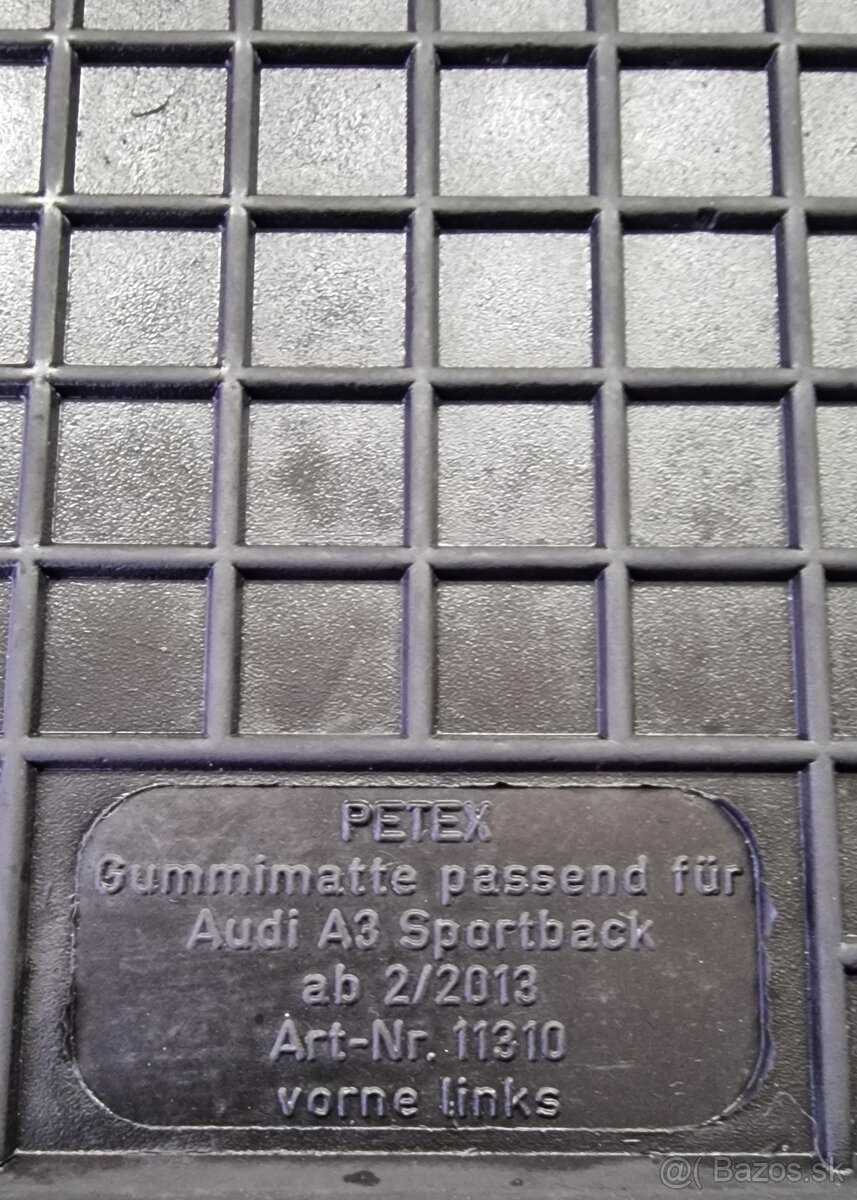 PETEX
Gummimatte passend für
Audi A3 Sportback
ab 2/2013
Art-Nr. 11310
vorne links
@( Bazos.sk